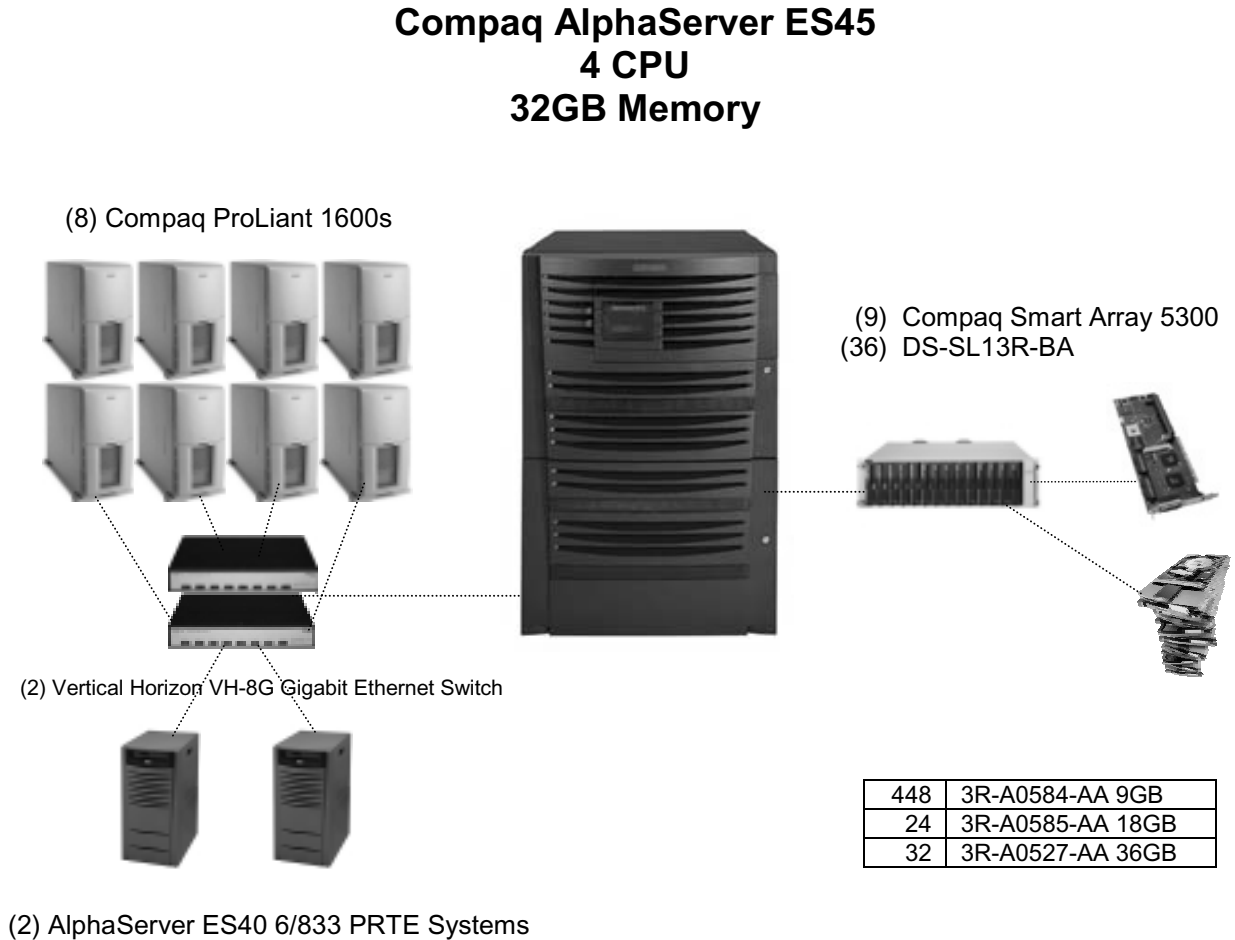 Compaq AlphaServer ES45
4 CPU
32GB Memory
(8) Compaq ProLiant 1600s
(9) Compaq Smart Array 5300
(36) DS-SL13R-BA
(2) Vertical Horizon VH-8G Gigabit Ethernet Switch
448 3R-A0584-AA 9GB
24 3R-A0585-AA 18GB
32 3R-A0527-AA 36GB
(2) AlphaServer ES40 6/833 PRTE Systems